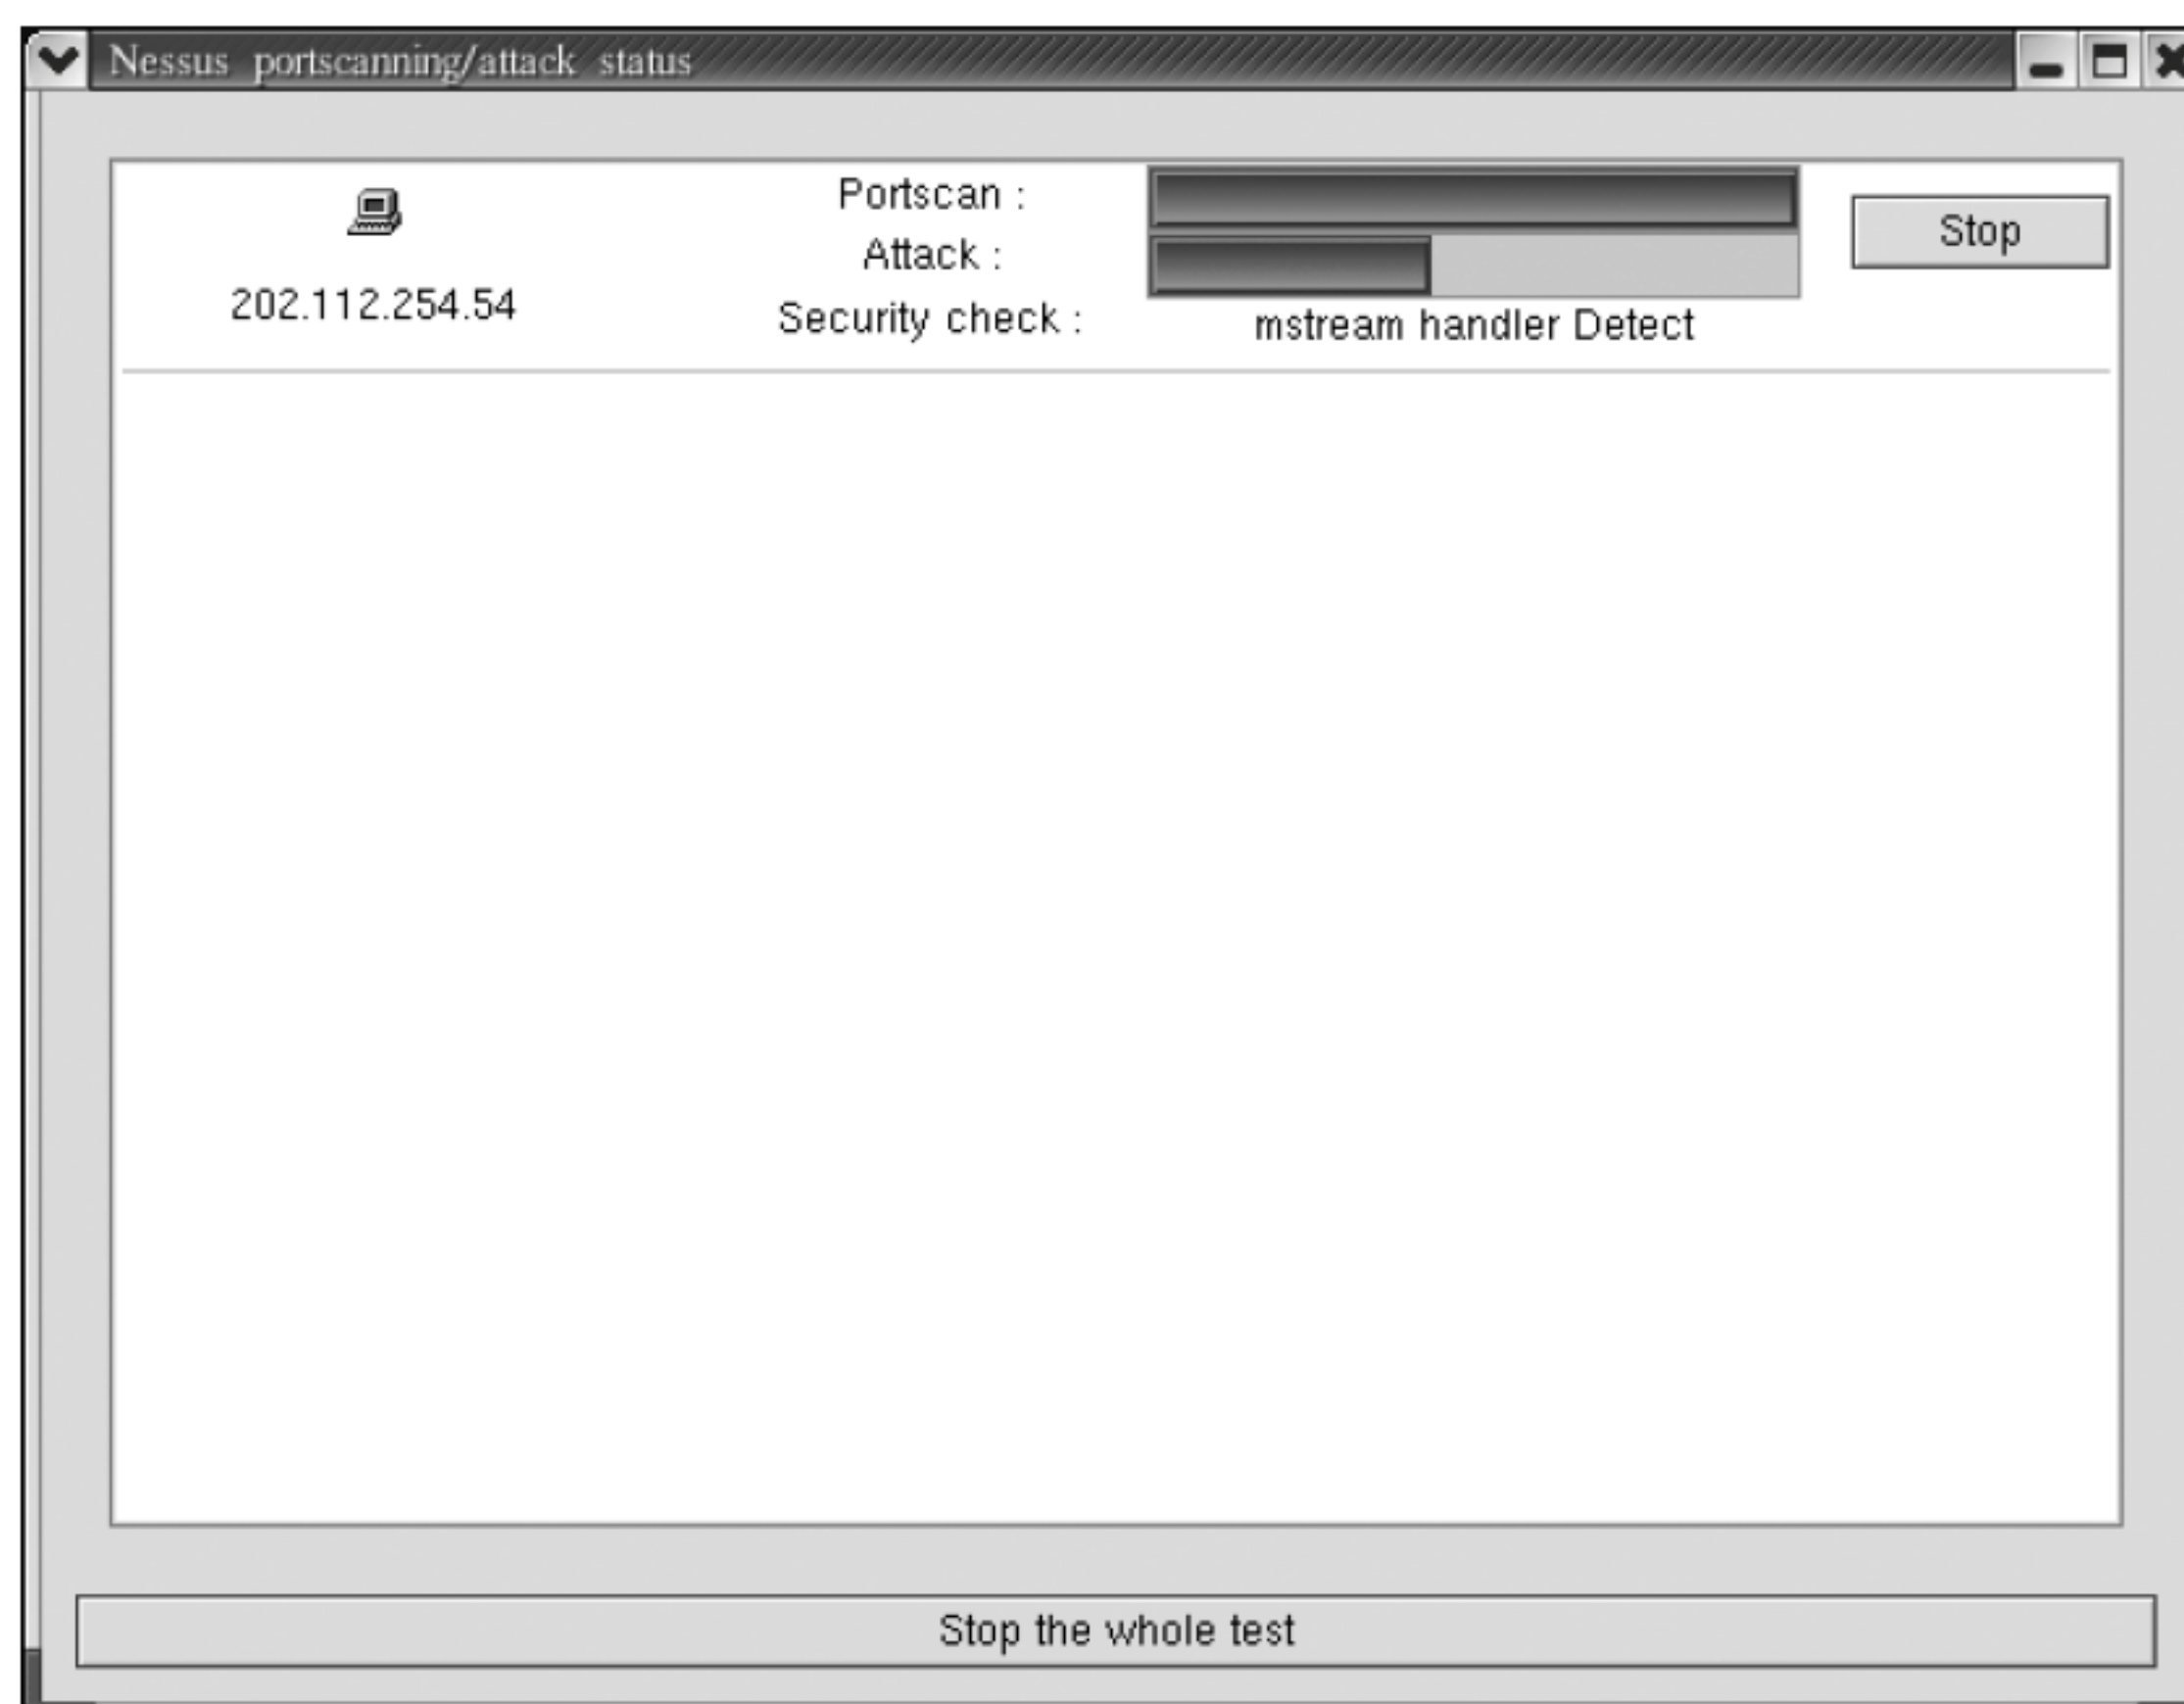 Nessus portscanning/attack status
Portscan :
Stop
Attack :
202.112.254.54
Security check :
mstream handler Detect
Stop the whole test